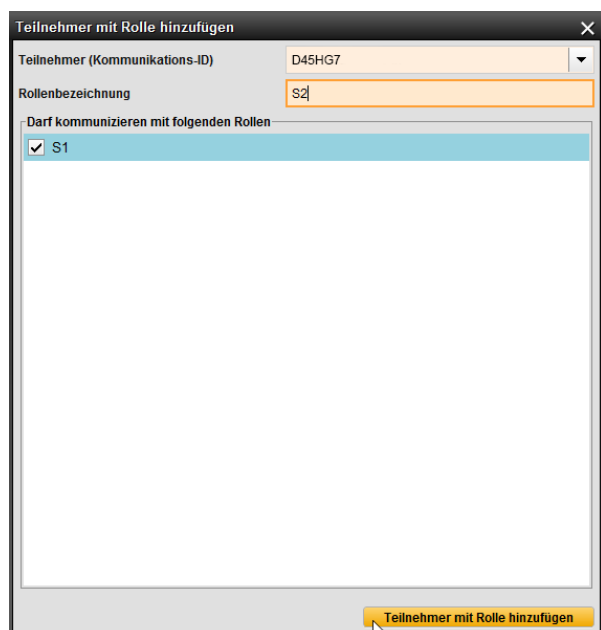 Teilnehmer mit Rolle hinzufügen
Teilnehmer (Kommunikations-ID) D45HG7
Rollenbezeichnung S2
Darf kommunizieren mit folgenden Rollen
S1
Teilnehmer mit Rolle hinzufügen